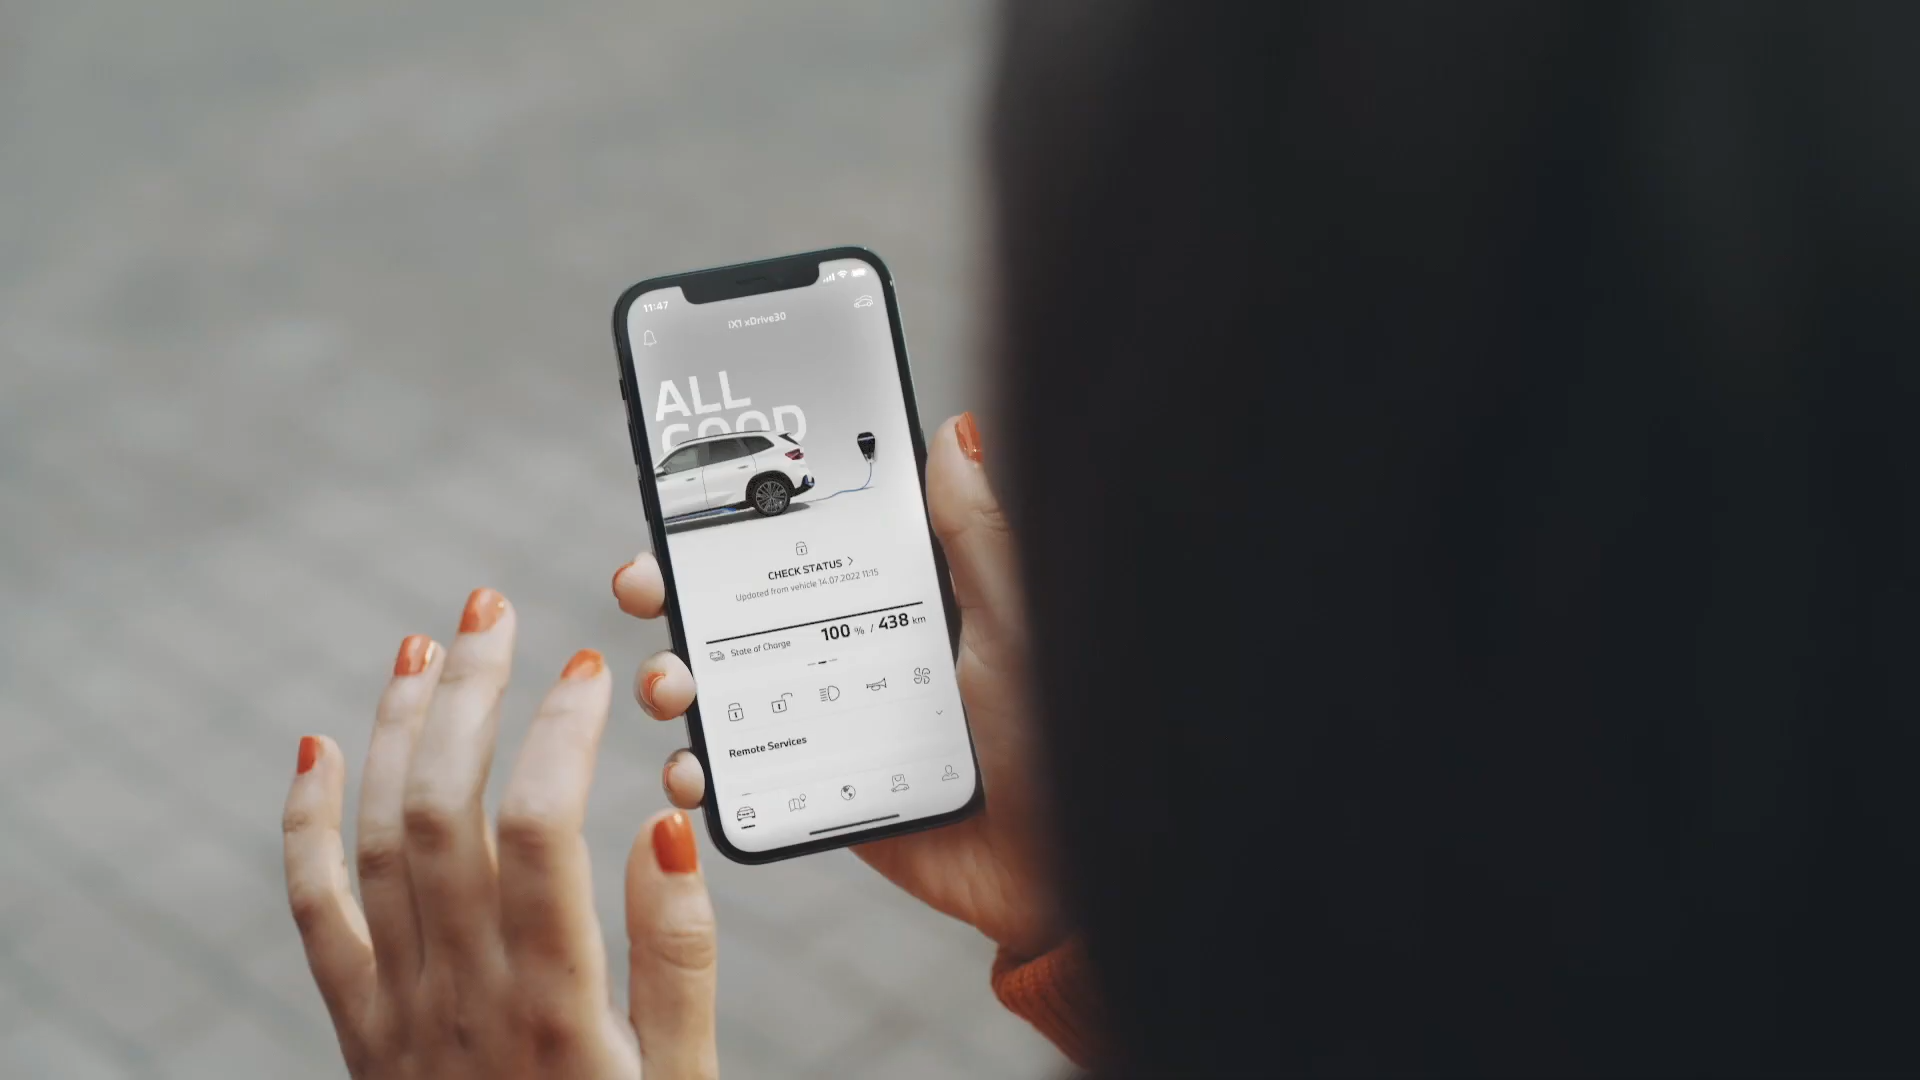 11:47
iX1 xDrive30
ALL
GOOD
CHECK STATUS
Updated from vehicle 14.07.2022 11:15
State of Charge 100 % / 438 km
Remote Services